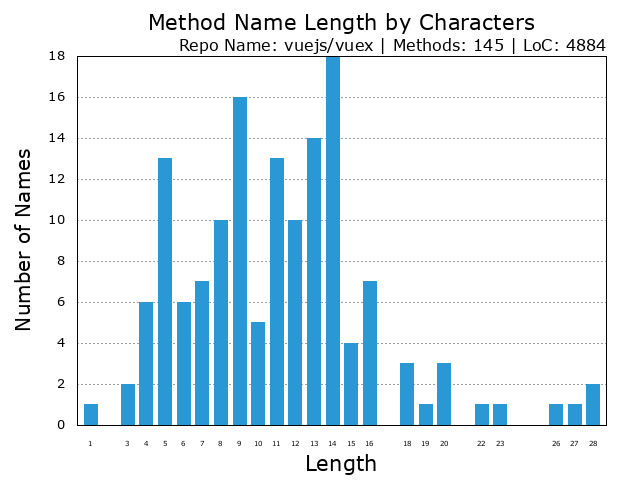 Method Name Length by Characters
Repo Name: vuejs/vuex | Methods: 145 | LoC: 4884
Number of Names
18
16
14
12
10
8
6
4
2
0
1 3 4 5 6 7 8 9 10 11 12 13 14 15 16 18 19 20 22 23 26 27 28
Length